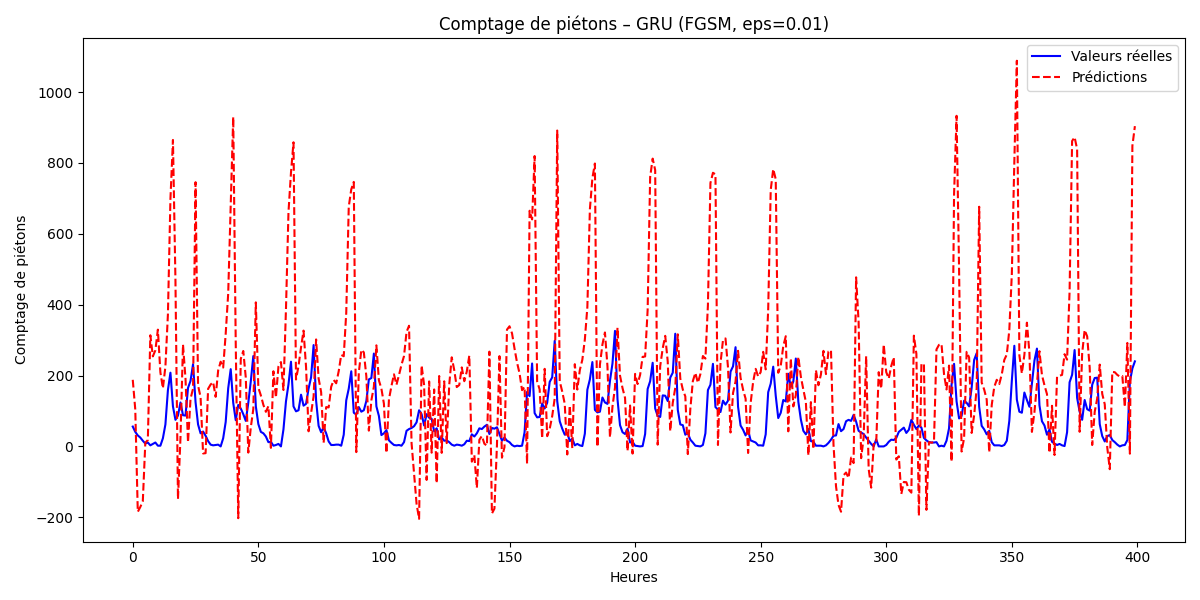 Comptage de piétons – GRU (FGSM, eps=0.01)
Valeurs réelles
Prédictions
Comptage de piétons
1000
800
600
400
200
0
−200
0 50 100 150 200 250 300 350 400
Heures